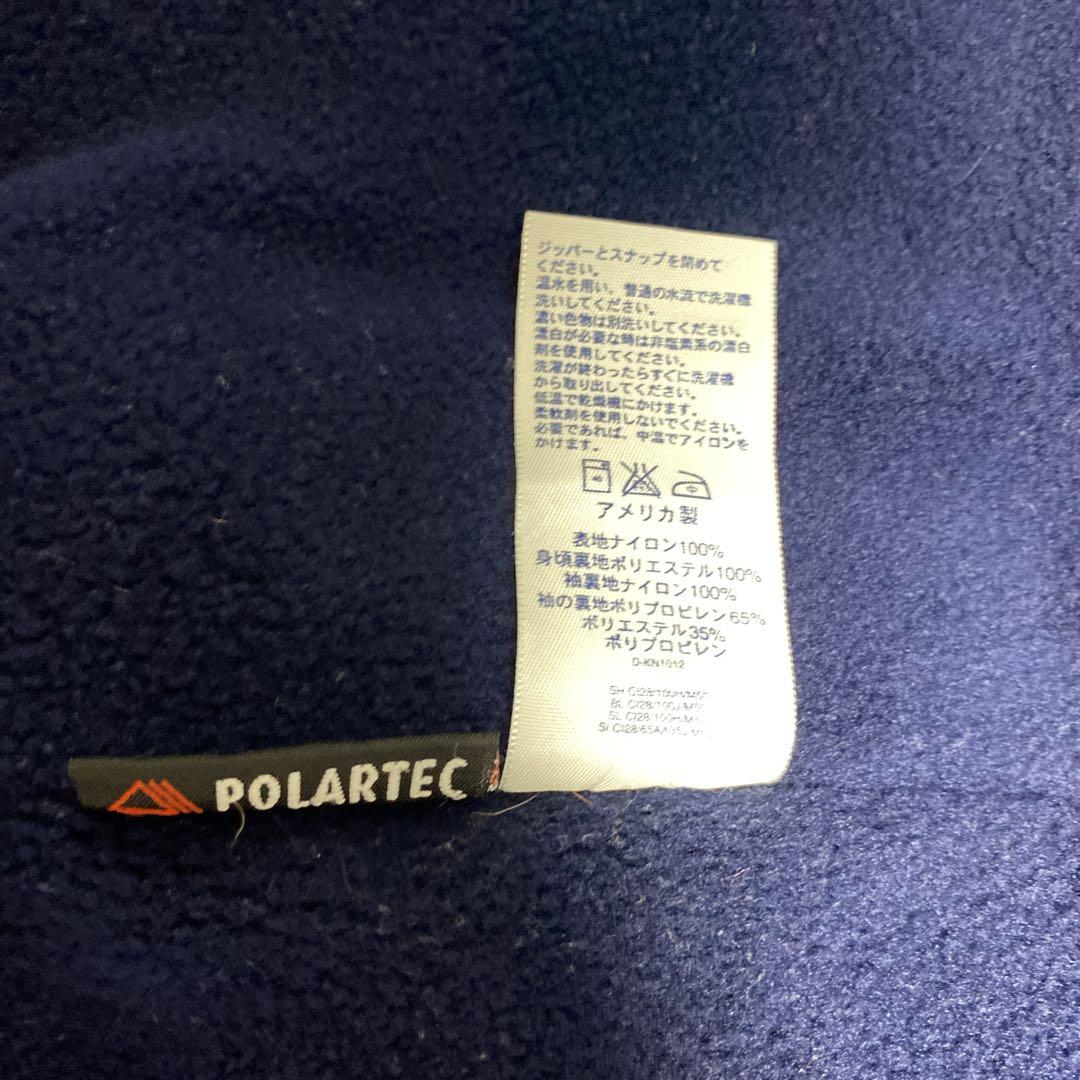 ジッパーとスナップを閉めて
ください。
温水を用い、普通の水流で洗濯機
洗いしてください。
濃い色物は別洗いしてください。
漂白が必要な時は非塩素系の漂白
剤を使用してください。
洗濯が終わったらすぐに洗濯機
から取り出してください。
低温で乾燥機にかけます。
柔軟剤を使用しないでください。
必要であれば、中温でアイロンを
かけます。
40
中
アメリカ製
表地ナイロン100%
身頃裏地ポリエステル100%
袖裏地ナイロン100%
袖の裏地ポリプロピレン65%
ポリエステル35%
ポリプロピレン
D-KN1012
SH
BL
SL
SI
POLARTEC